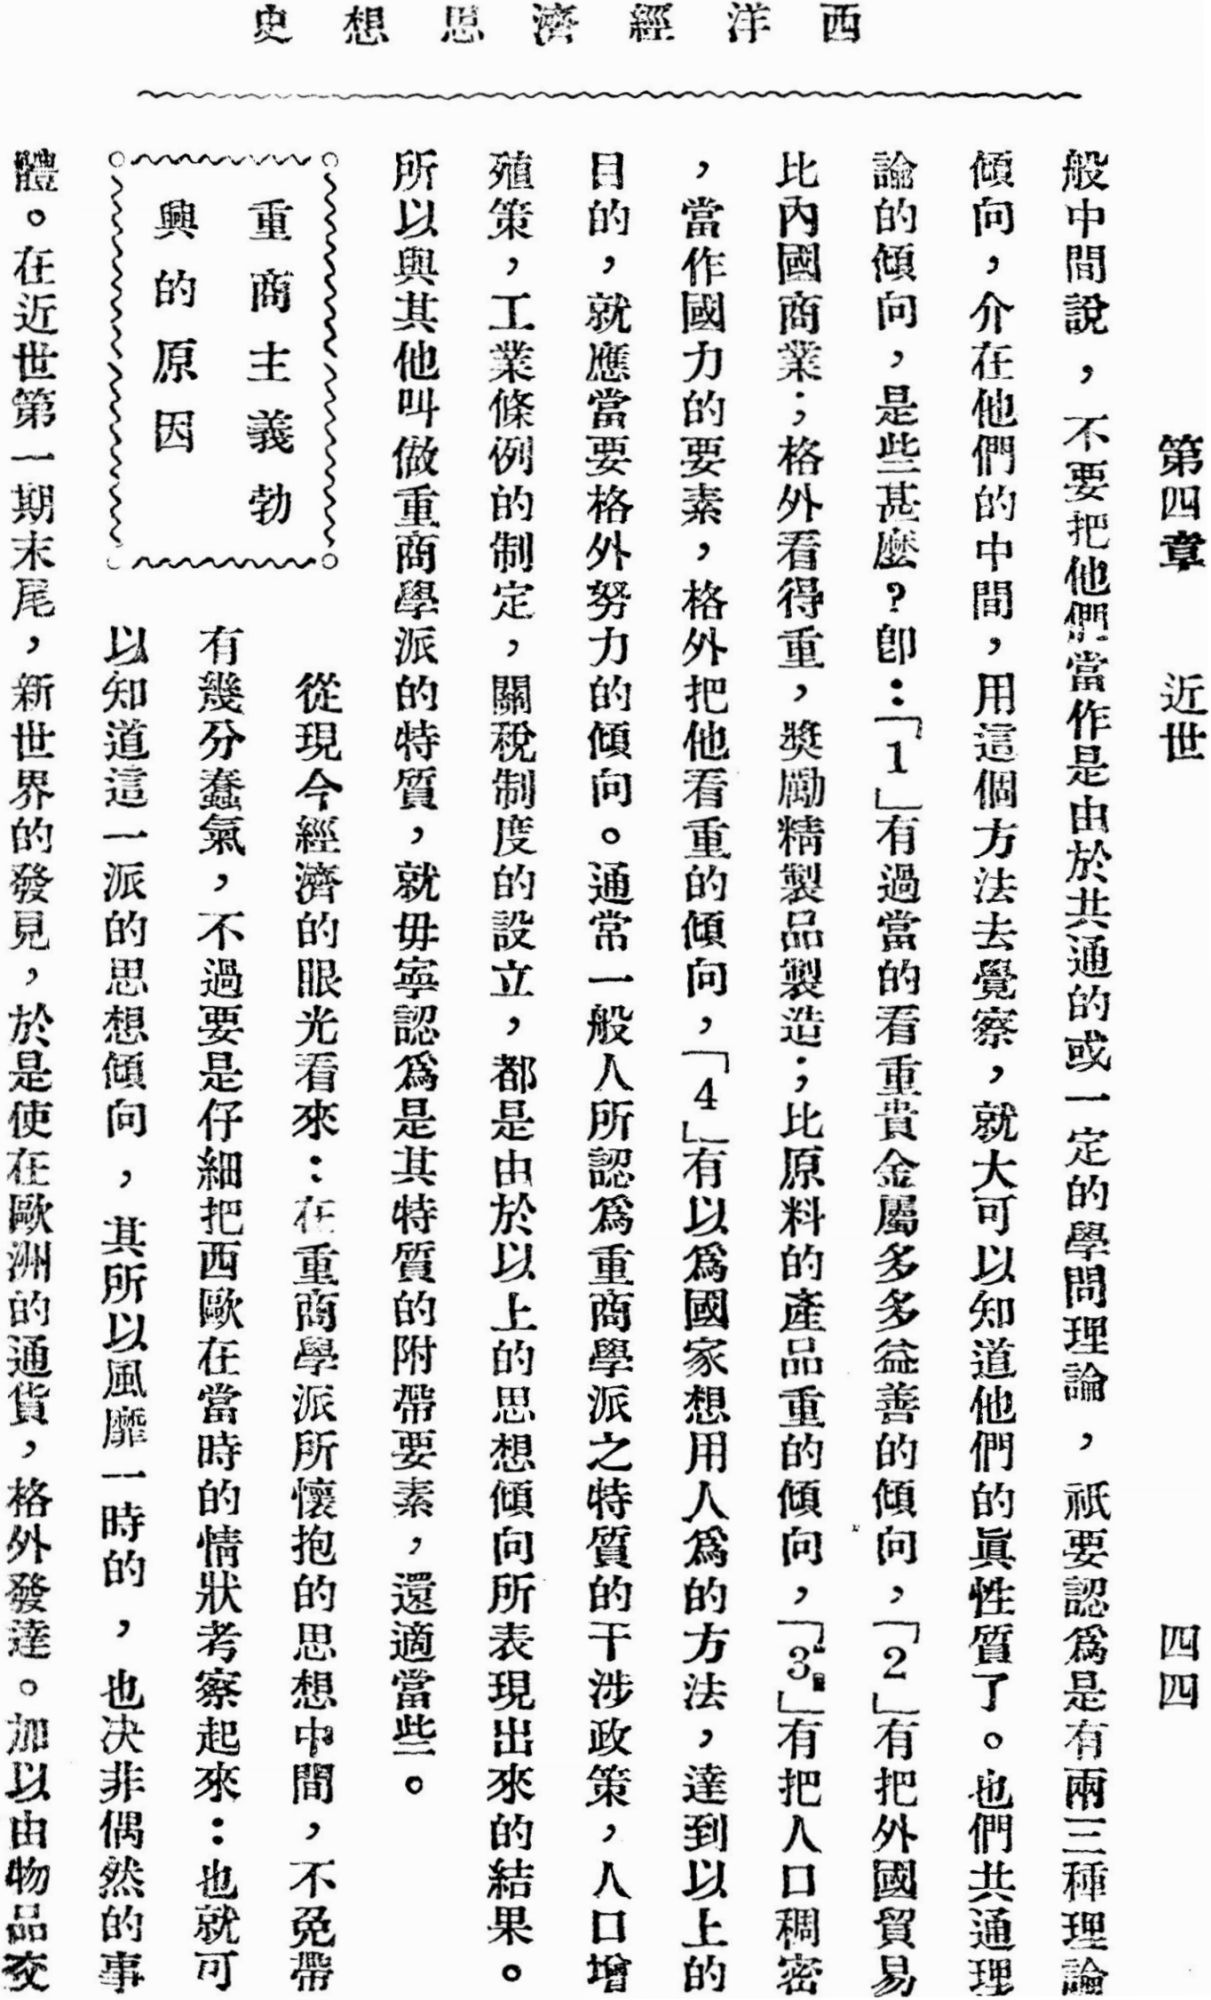 西洋經濟思想史
第四章　近世　四四
般中間說，不要把他們當作是由於共通的或一定的學問理論，祇要認爲是有兩三種理論
傾向，介在他們的中間，用這個方法去覺察，就大可以知道他們的眞性質了。也們共通理
論的傾向，是些甚麼？卽：「1」有過當的看重貴金屬多多益善的傾向，「2」有把外國貿易
比內國商業；格外看得重，獎勵精製品製造；比原料的產品重的傾向，「3」有把人口稠密
，當作國力的要素，格外把他看重的傾向，「4」有以爲國家想用人爲的方法，達到以上的
目的，就應當要格外努力的傾向。通常一般人所認爲重商學派之特質的干涉政策，人口增
殖策，工業條例的制定，關稅制度的設立，都是由於以上的思想傾向所表現出來的結果。
所以與其他叫做重商學派的特質，就毋寧認爲是其特質的附帶要素，還適當些。
重商主義勃
興的原因
從現今經濟的眼光看來：在重商學派所懷抱的思想中間，不免帶
有幾分蠢氣，不過要是仔細把西歐在當時的情狀考察起來：也就可
以知道這一派的思想傾向，其所以風靡一時的，也決非偶然的事
體。在近世第一期末尾，新世界的發見，於是使在歐洲的通貨，格外發達。加以由物品交